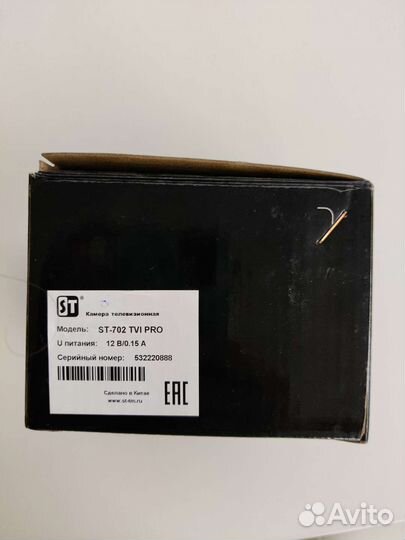 ST®
Камера телевизионная
Модель: ST-702 TVI PRO
U питания: 12 В/0.15 А
Серийный номер: 532220888
Сделано в Китае
www.st-tm.ru
EAC
Avito